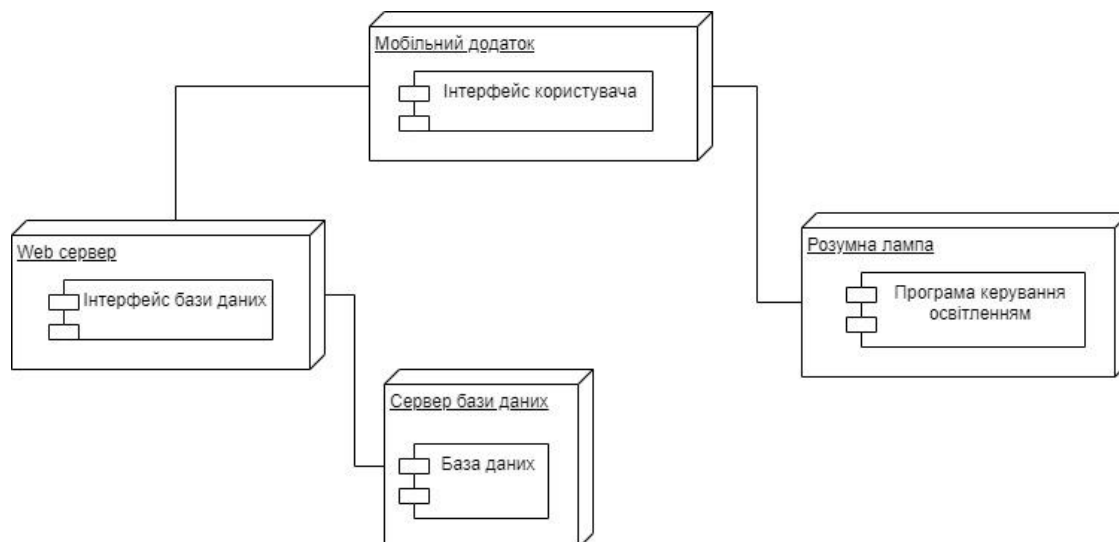 Мобільний додаток
Інтерфейс користувача
Web сервер
Інтерфейс бази даних
Розумна лампа
Програма керування
освітленням
Сервер бази даних
База даних